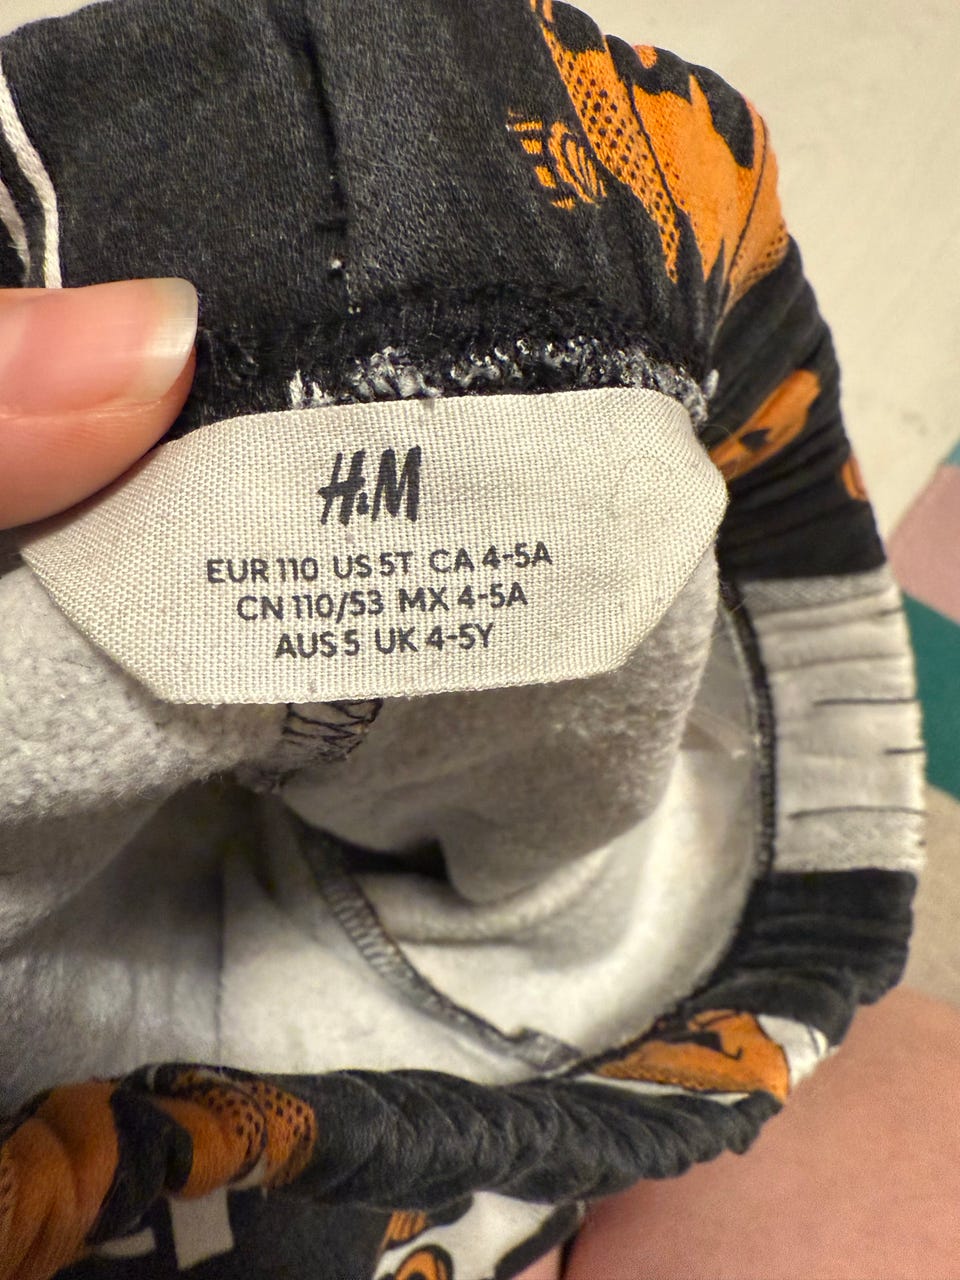 H&M
EUR 110 US 5T CA 4-5A
CN 110/53 MX 4-5A
AUS 5 UK 4-5Y